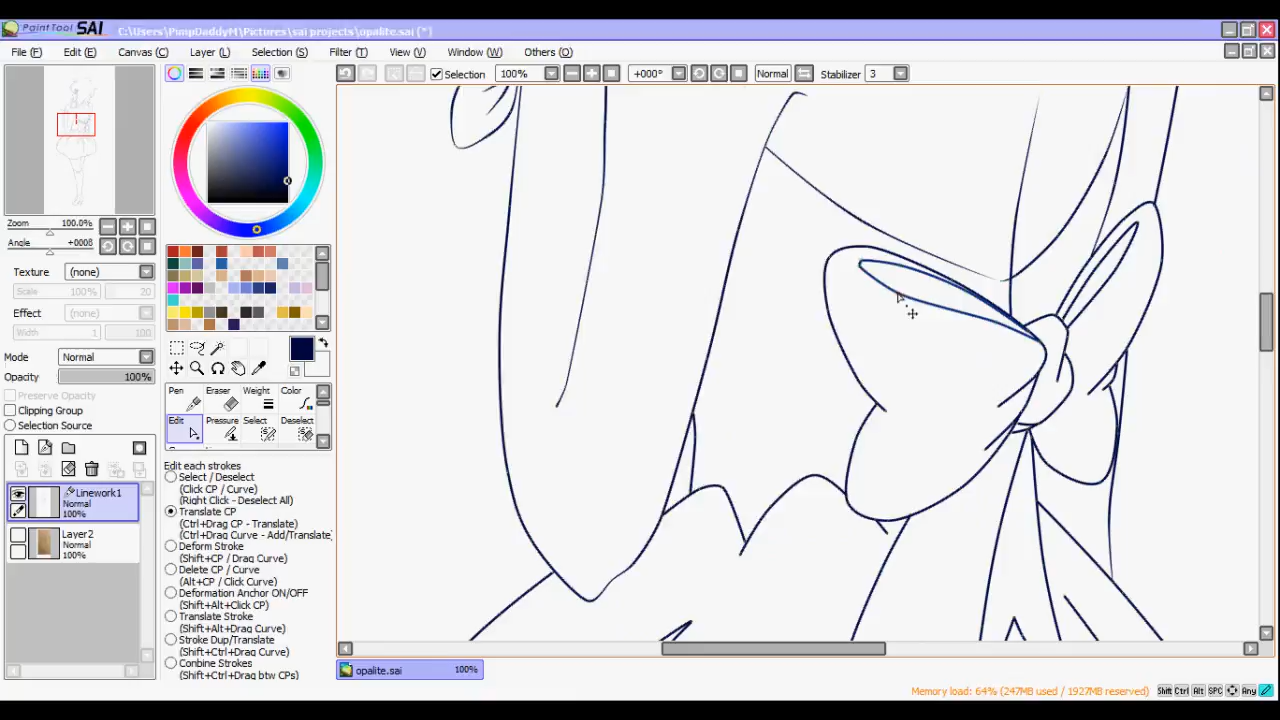 PaintTool SAI C:\Users\PimpDaddyM\Pictures\sai projects\opalite.sai (*)
File (F) Edit (E) Canvas (C) Layer (L) Selection (S) Filter (T) View (V) Window (W) Others (O)
Selection 100% +000° Normal Stabilizer 3
Zoom 100.0%
Angle +000ß
Texture (none)
Scale 100% 20
Effect (none)
Width 1 100
Mode Normal
Opacity 100%
Preserve Opacity
Clipping Group
Selection Source
Linework1
Normal
100%
Layer2
Normal
100%
Pen Eraser Weight Color
Edit Pressure Select Deselect
Edit each strokes
Select / Deselect
(Click CP / Curve)
(Right Click - Deselect All)
Translate CP
(Ctrl+Drag CP - Translate)
(Ctrl+Drag Curve - Add/Translate)
Deform Stroke
(Shift+CP / Drag Curve)
Delete CP / Curve
(Alt+CP / Click Curve)
Deformation Anchor ON/OFF
(Shift+Alt+Click CP)
Translate Stroke
(Shift+Alt+Drag Curve)
Stroke Dup/Translate
(Shift+Ctrl+Drag Curve)
Combine Strokes
(Shift+Ctrl+Drag btw CPs)
opalite.sai 100%
Memory load: 64% (247MB used / 1927MB reserved) Shift Ctrl Alt SPC Any